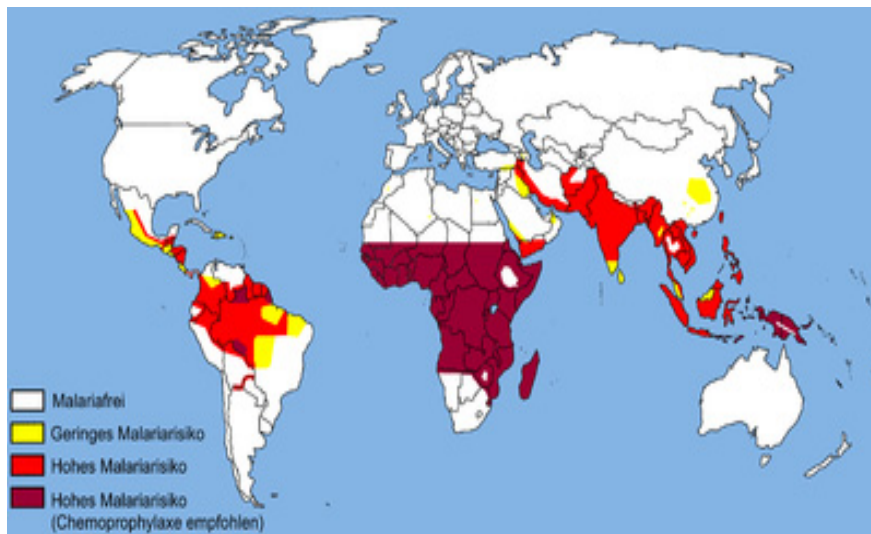 Malariafrei
Geringes Malariarisiko
Hohes Malariarisiko
Hohes Malariarisiko
(Chemoprophylaxe empfohlen)